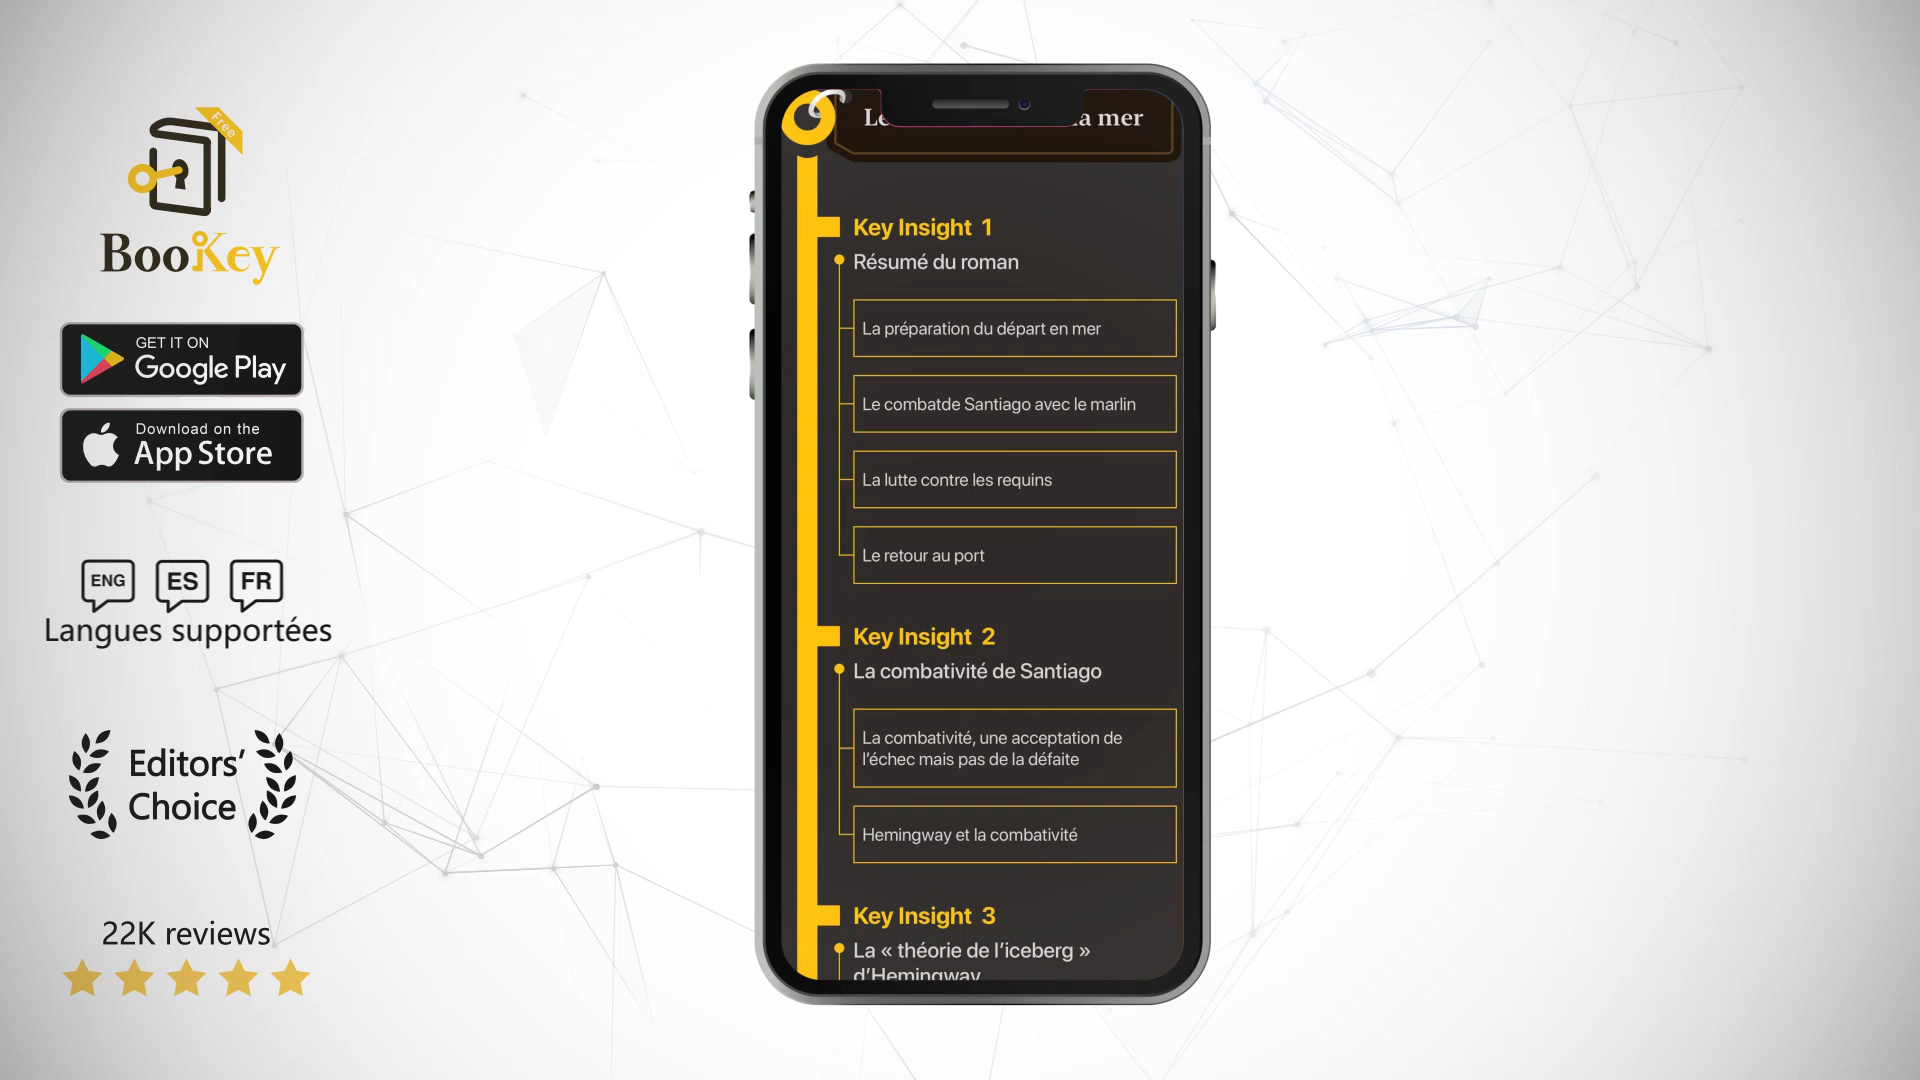 Free
BooKey
GET IT ON
Google Play
Download on the
App Store
ENG ES FR
Langues supportées
Editors'
Choice
22K reviews
mer
Key Insight 1
Résumé du roman
La préparation du départ en mer
Le combatde Santiago avec le marlin
La lutte contre les requins
Le retour au port
Key Insight 2
La combativité de Santiago
La combativité, une acceptation de
l'échec mais pas de la défaite
Hemingway et la combativité
Key Insight 3
La « théorie de l'iceberg »
d'Hemingway